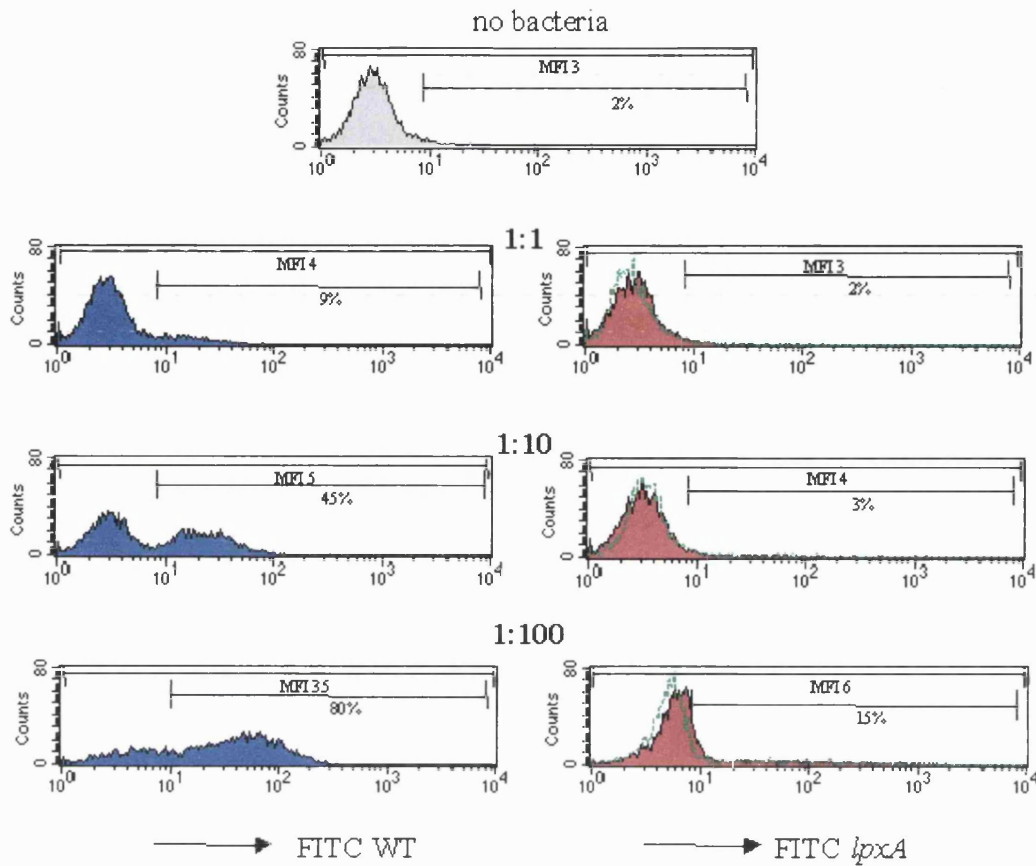 no bacteria
80
Counts
0
MFI 3
2%
10⁰ 10¹ 10² 10³ 10⁴
1:1
80
Counts
0
MFI 4
9%
10⁰ 10¹ 10² 10³ 10⁴
80
Counts
0
MFI 3
2%
10⁰ 10¹ 10² 10³ 10⁴
1:10
80
Counts
0
MFI 5
45%
10⁰ 10¹ 10² 10³ 10⁴
80
Counts
0
MFI 4
3%
10⁰ 10¹ 10² 10³ 10⁴
1:100
80
Counts
0
MFI 35
80%
10⁰ 10¹ 10² 10³ 10⁴
80
Counts
0
MFI 6
15%
10⁰ 10¹ 10² 10³ 10⁴
FITC WT
FITC lpxA